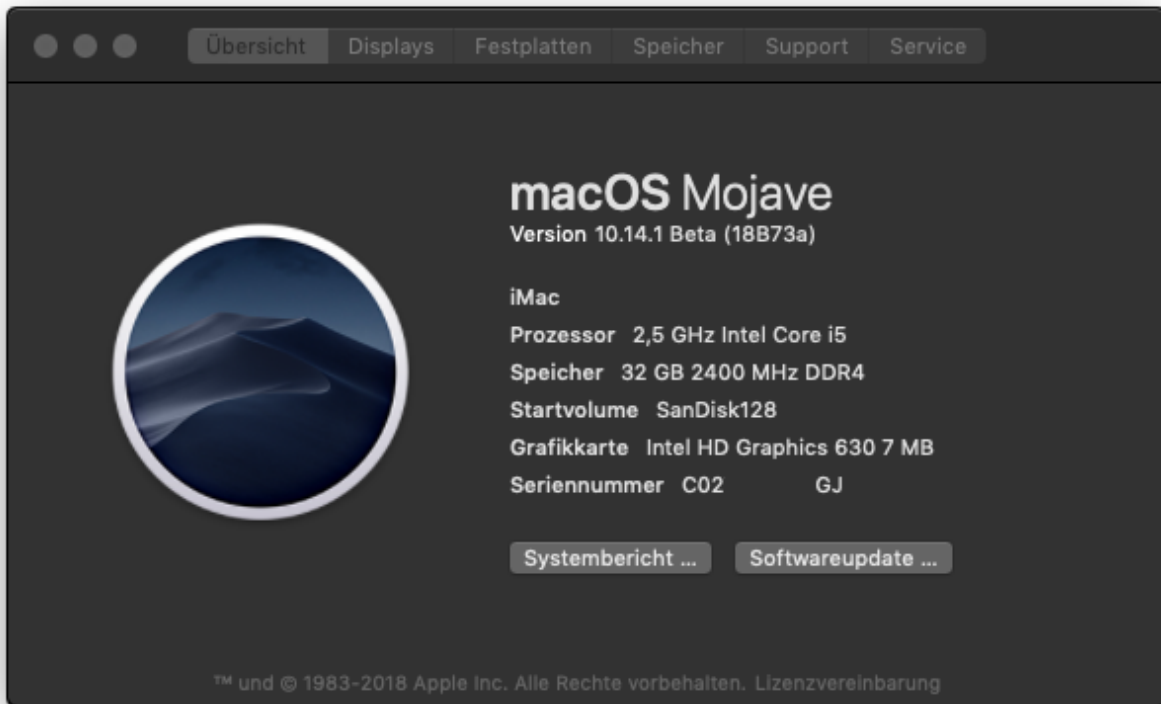 Übersicht Displays Festplatten Speicher Support Service
macOS Mojave
Version 10.14.1 Beta (18B73a)
iMac
Prozessor 2,5 GHz Intel Core i5
Speicher 32 GB 2400 MHz DDR4
Startvolume SanDisk128
Grafikkarte Intel HD Graphics 630 7 MB
Seriennummer C02 GJ
Systembericht ... Softwareupdate ...
™ und © 1983-2018 Apple Inc. Alle Rechte vorbehalten. Lizenzvereinbarung